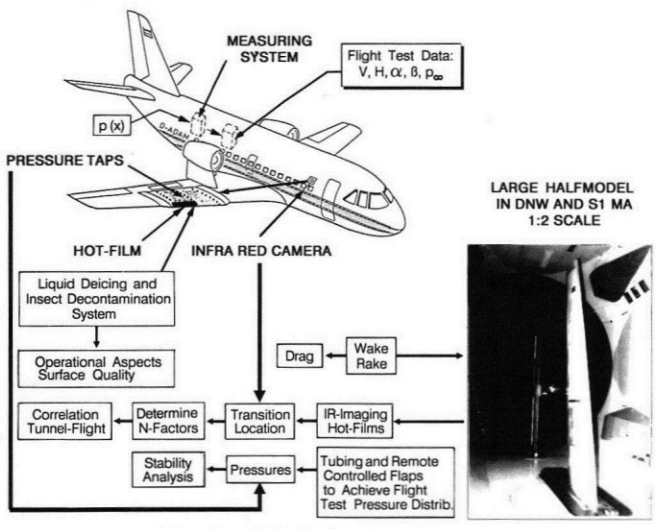 MEASURING
SYSTEM
Flight Test Data:
V, H, α, β, p∞
p (x)
D-ADAM
PRESSURE TAPS
HOT-FILM
INFRA RED CAMERA
LARGE HALFMODEL
IN DNW AND S1 MA
1:2 SCALE
Liquid Deicing and
Insect Decontamination
System
Operational Aspects
Surface Quality
Drag
Wake
Rake
Correlation
Tunnel-Flight
Determine
N-Factors
Transition
Location
IR-Imaging
Hot-Films
Stability
Analysis
Pressures
Tubing and Remote
Controlled Flaps
to Achieve Flight
Test Pressure Distrib.